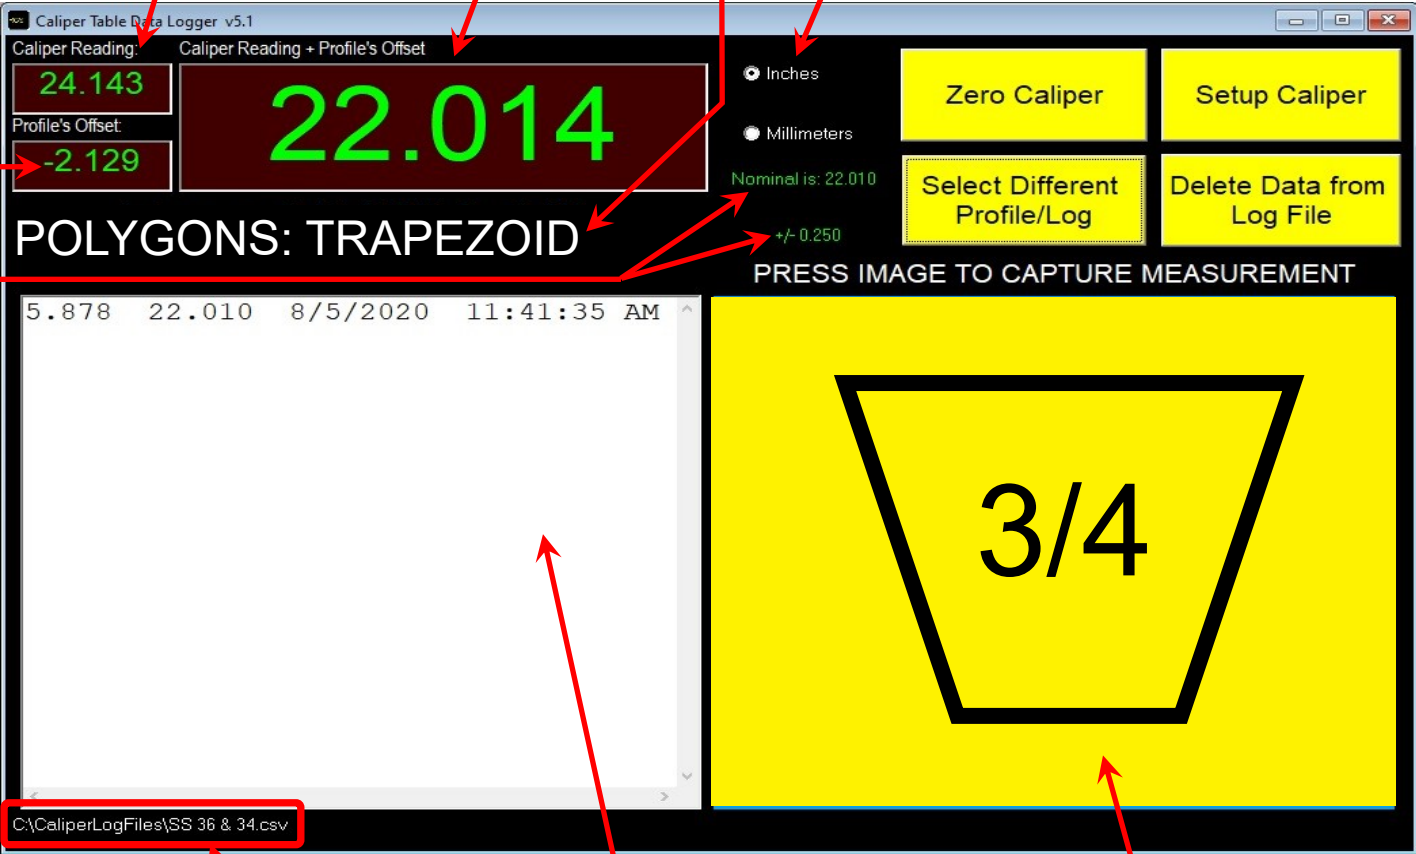 Caliper Table Data Logger v5.1
Caliper Reading:
24.143
Caliper Reading + Profile's Offset
22.014
Profile's Offset:
-2.129
Inches
Millimeters
Nominal is: 22.010
+/- 0.250
Zero Caliper
Setup Caliper
Select Different
Profile/Log
Delete Data from
Log File
POLYGONS: TRAPEZOID
PRESS IMAGE TO CAPTURE MEASUREMENT
5.878 22.010 8/5/2020 11:41:35 AM
3/4
C:\CaliperLogFiles\SS 36 & 34.csv